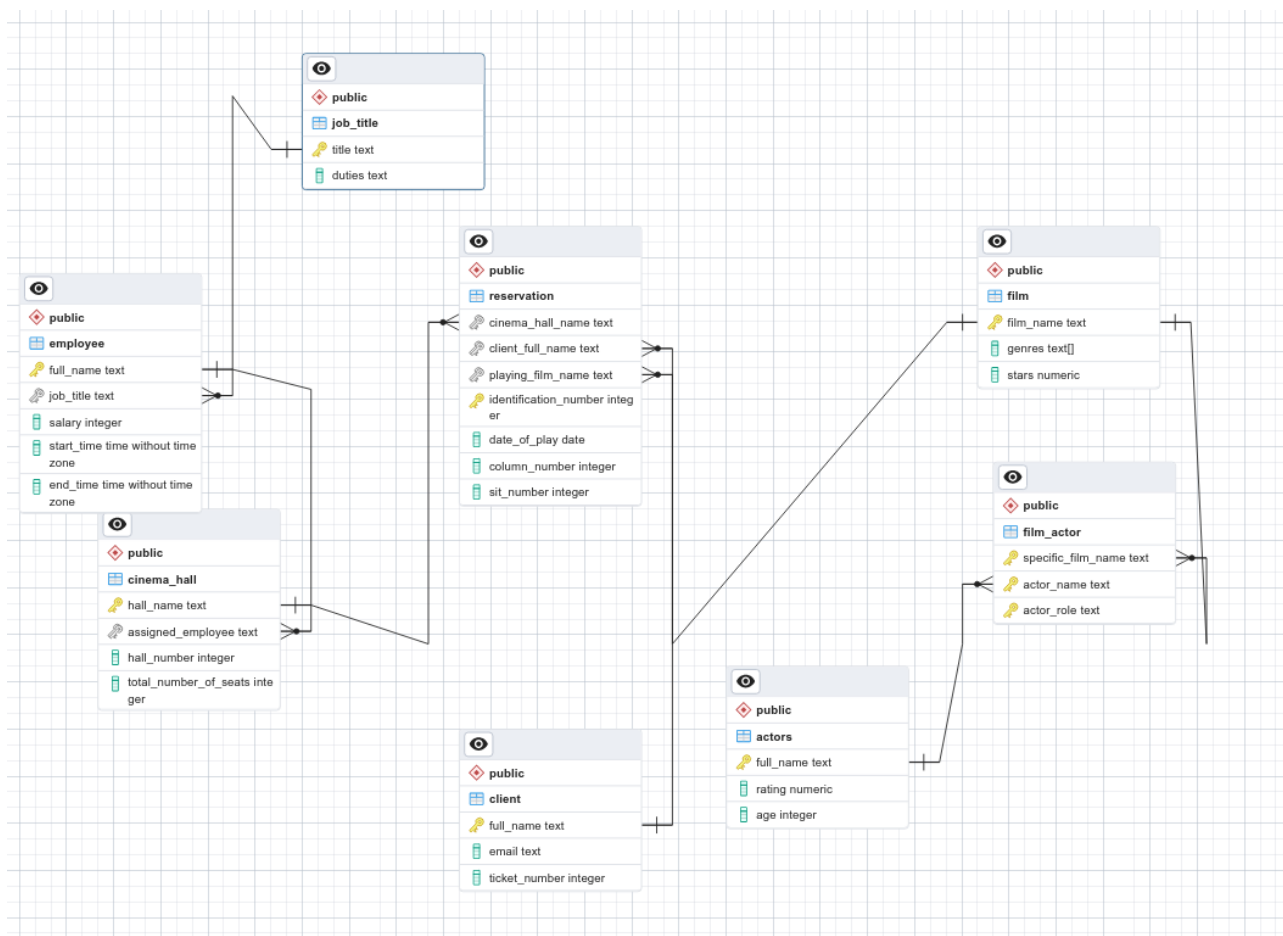 public
job_title
title text
duties text
public
employee
full_name text
job_title text
salary integer
start_time time without time
zone
end_time time without time
zone
public
cinema_hall
hall_name text
assigned_employee text
hall_number integer
total_number_of_seats inte
ger
public
reservation
cinema_hall_name text
client_full_name text
playing_film_name text
identification_number integ
er
date_of_play date
column_number integer
sit_number integer
public
client
full_name text
email text
ticket_number integer
public
film
film_name text
genres text[]
stars numeric
public
film_actor
specific_film_name text
actor_name text
actor_role text
public
actors
full_name text
rating numeric
age integer